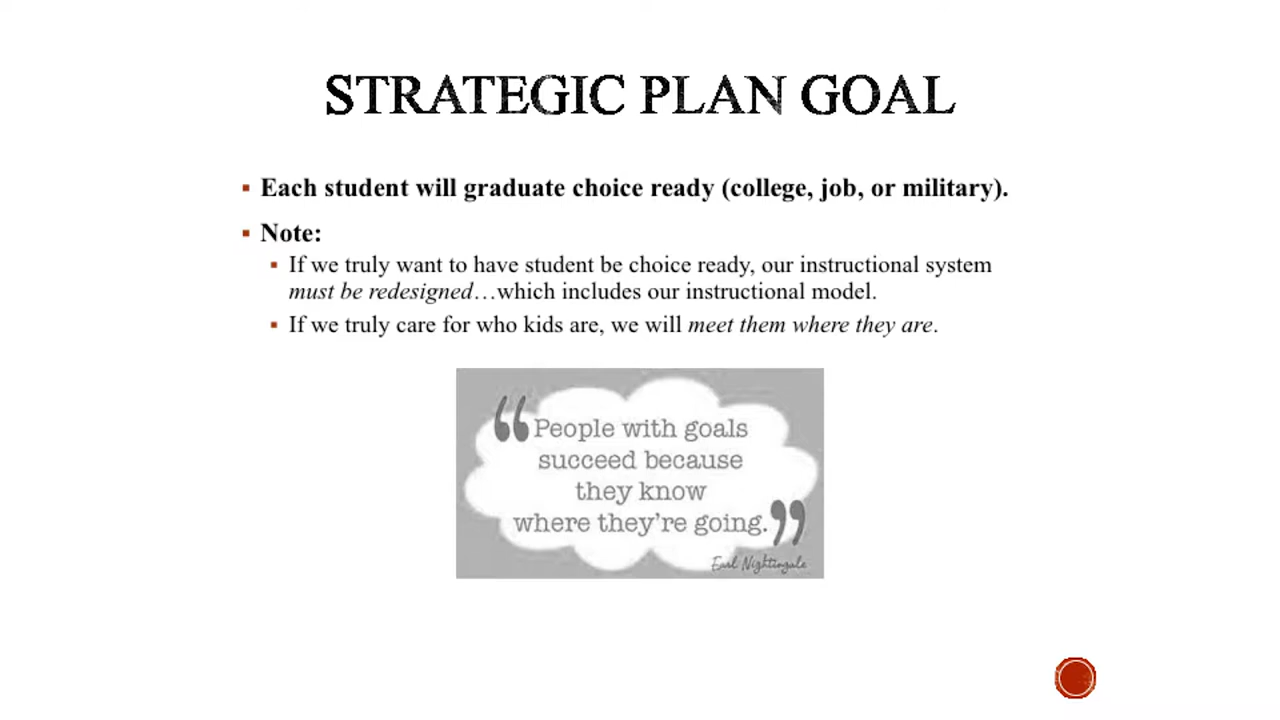 STRATEGIC PLAN GOAL
Each student will graduate choice ready (college, job, or military).
Note:
If we truly want to have student be choice ready, our instructional system
must be redesigned…which includes our instructional model.
If we truly care for who kids are, we will meet them where they are.
“People with goals
succeed because
they know
where they’re going.”
Earl Nightingale